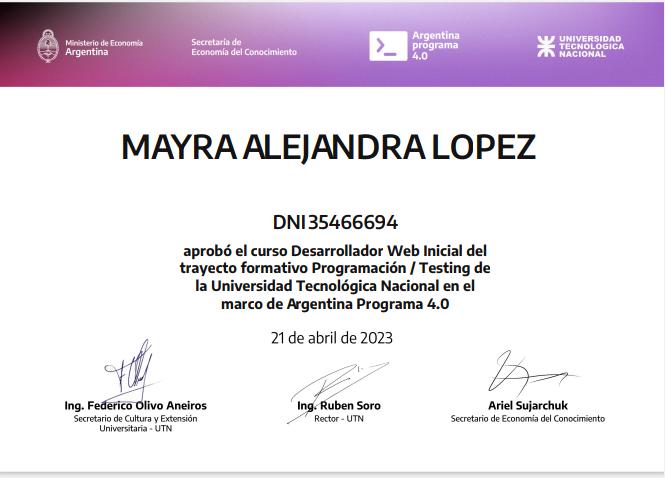 Ministerio de Economía
Argentina
Secretaría de
Economía del Conocimiento
Argentina
programa
4.0
UNIVERSIDAD
TECNOLÓGICA
NACIONAL
MAYRA ALEJANDRA LOPEZ
DNI 35466694
aprobó el curso Desarrollador Web Inicial del
trayecto formativo Programación / Testing de
la Universidad Tecnológica Nacional en el
marco de Argentina Programa 4.0
21 de abril de 2023
Ing. Federico Olivo Aneiros
Secretario de Cultura y Extensión
Universitaria - UTN
Ing. Ruben Soro
Rector - UTN
Ariel Sujarchuk
Secretario de Economía del Conocimiento